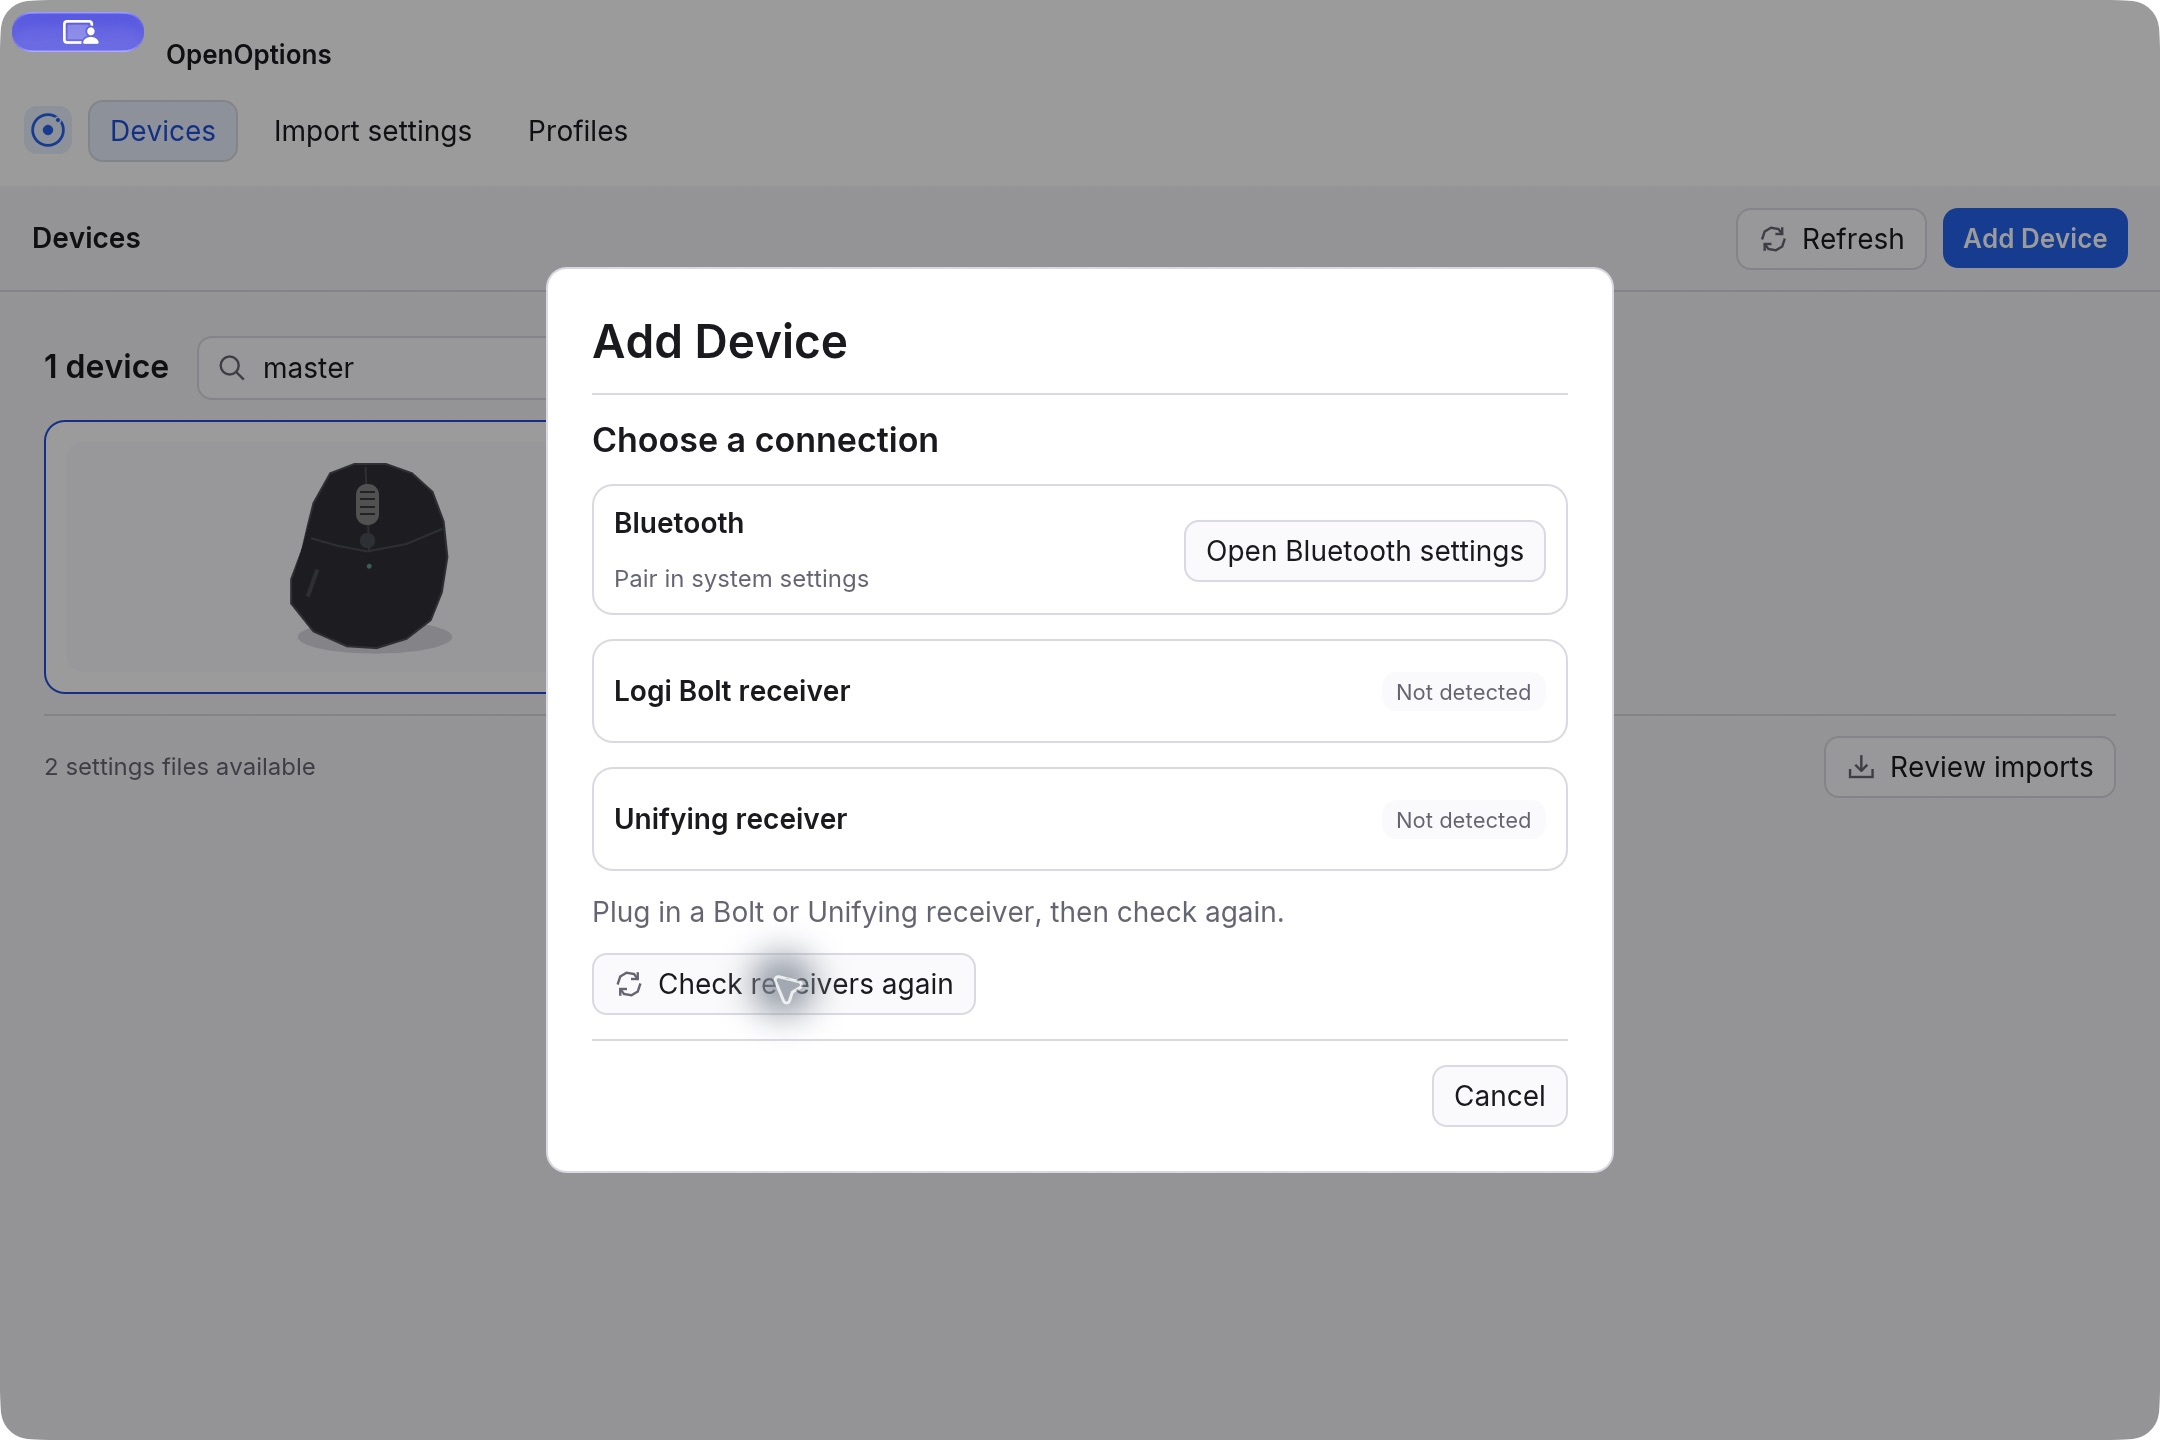 OpenOptions
Devices
Import settings
Profiles
Devices
Refresh
Add Device
1 device
master
Add Device
Choose a connection
Bluetooth
Pair in system settings
Open Bluetooth settings
Logi Bolt receiver
Not detected
Unifying receiver
Not detected
Plug in a Bolt or Unifying receiver, then check again.
Check receivers again
Cancel
2 settings files available
Review imports